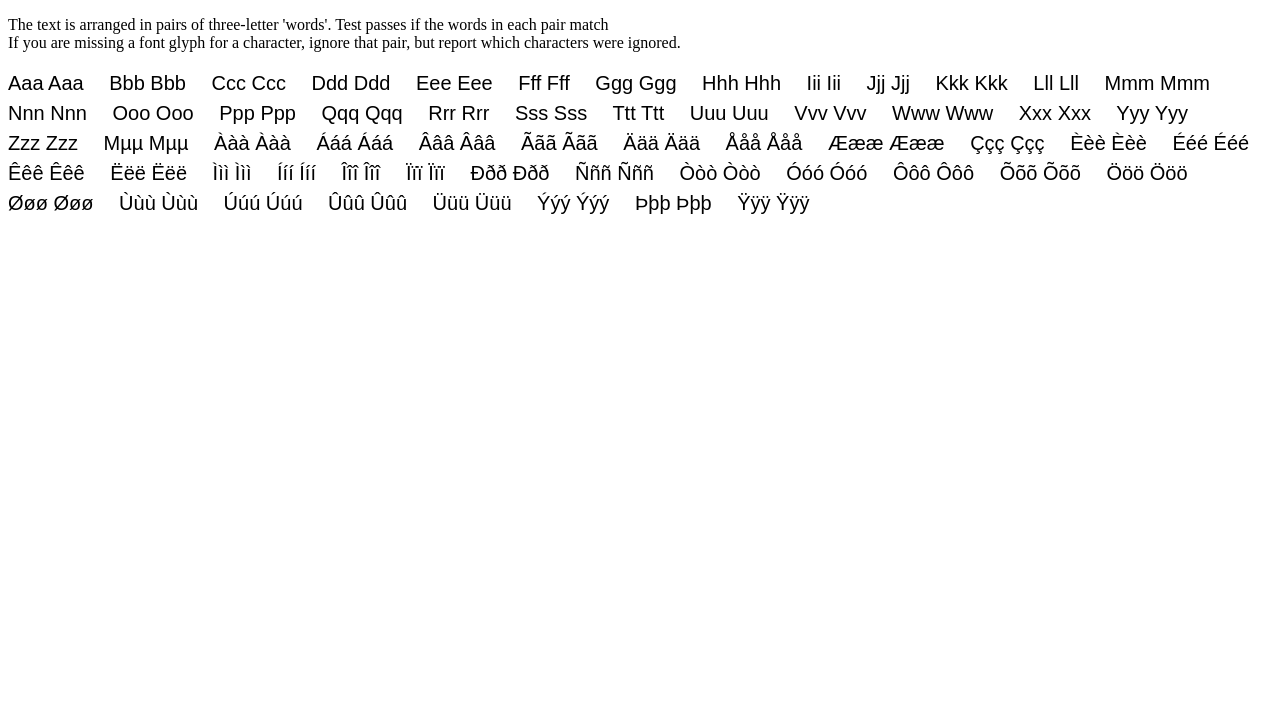 The text is arranged in pairs of three-letter 'words'. Test passes if the words in each pair match
If you are missing a font glyph for a character, ignore that pair, but report which characters were ignored.
Aaa Aaa Bbb Bbb Ccc Ccc Ddd Ddd Eee Eee Fff Fff Ggg Ggg Hhh Hhh Iii Iii Jjj Jjj Kkk Kkk Lll Lll Mmm Mmm
Nnn Nnn Ooo Ooo Ppp Ppp Qqq Qqq Rrr Rrr Sss Sss Ttt Ttt Uuu Uuu Vvv Vvv Www Www Xxx Xxx Yyy Yyy
Zzz Zzz Mµµ Mµµ Ààà Ààà Ááá Ááá Âââ Âââ Ããã Ããã Äää Äää Ååå Ååå Æææ Æææ Ççç Ççç Èèè Èèè Ééé Ééé
Êêê Êêê Ëëë Ëëë Ììì Ììì Ííí Ííí Îîî Îîî Ïïï Ïïï Ððð Ððð Ñññ Ñññ Òòò Òòò Óóó Óóó Ôôô Ôôô Õõõ Õõõ Ööö Ööö
Øøø Øøø Ùùù Ùùù Úúú Úúú Ûûû Ûûû Üüü Üüü Ýýý Ýýý Þþþ Þþþ Ÿÿÿ Ÿÿÿ